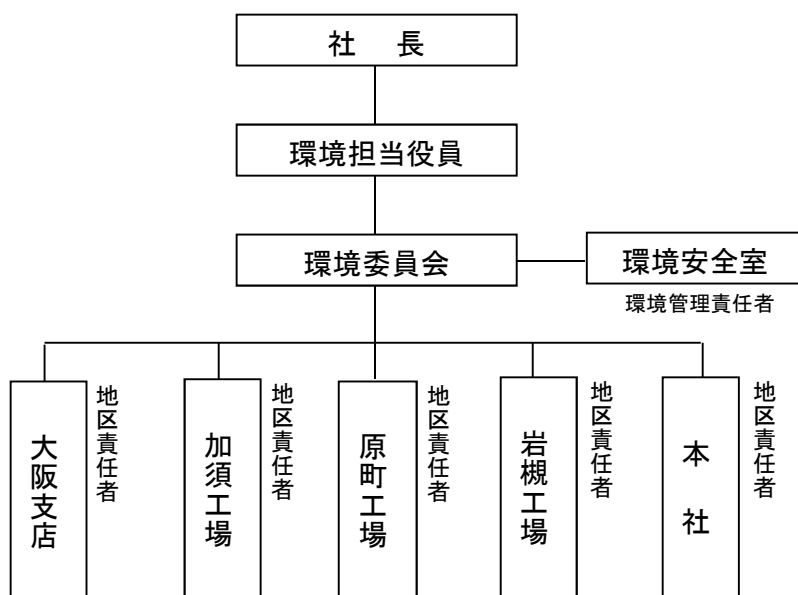 社　長
環境担当役員
環境委員会
環境安全室
環境管理責任者
大阪支店
地区責任者
加須工場
地区責任者
原町工場
地区責任者
岩槻工場
地区責任者
本　社
地区責任者